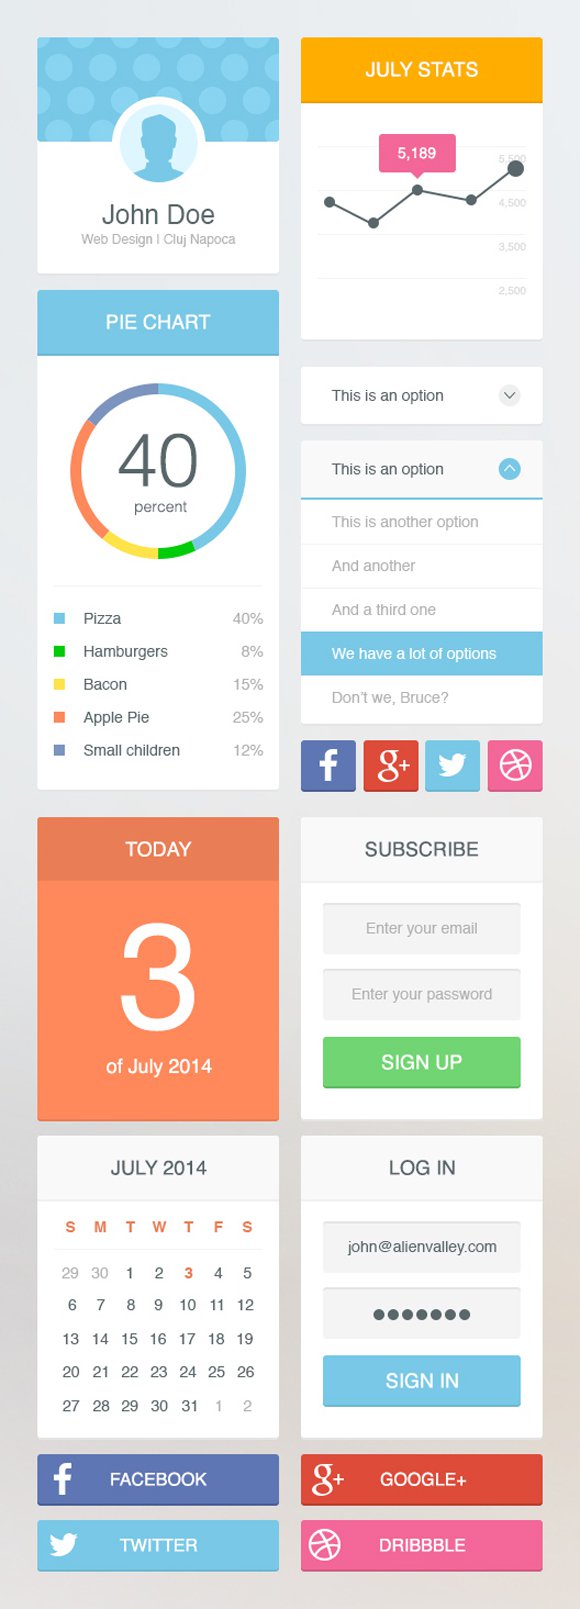 John Doe
Web Design | Cluj Napoca
PIE CHART
40
percent
Pizza 40%
Hamburgers 8%
Bacon 15%
Apple Pie 25%
Small children 12%
JULY STATS
5,189
5,500
4,500
3,500
2,500
This is an option
This is an option
This is another option
And another
And a third one
We have a lot of options
Don't we, Bruce?
f g+
TODAY
3
of July 2014
SUBSCRIBE
Enter your email
Enter your password
SIGN UP
JULY 2014
S M T W T F S
29 30 1 2 3 4 5
6 7 8 9 10 11 12
13 14 15 16 17 18 19
20 21 22 23 24 25 26
27 28 29 30 31 1 2
LOG IN
john@alienvalley.com
SIGN IN
f FACEBOOK
g+ GOOGLE+
TWITTER
DRIBBBLE